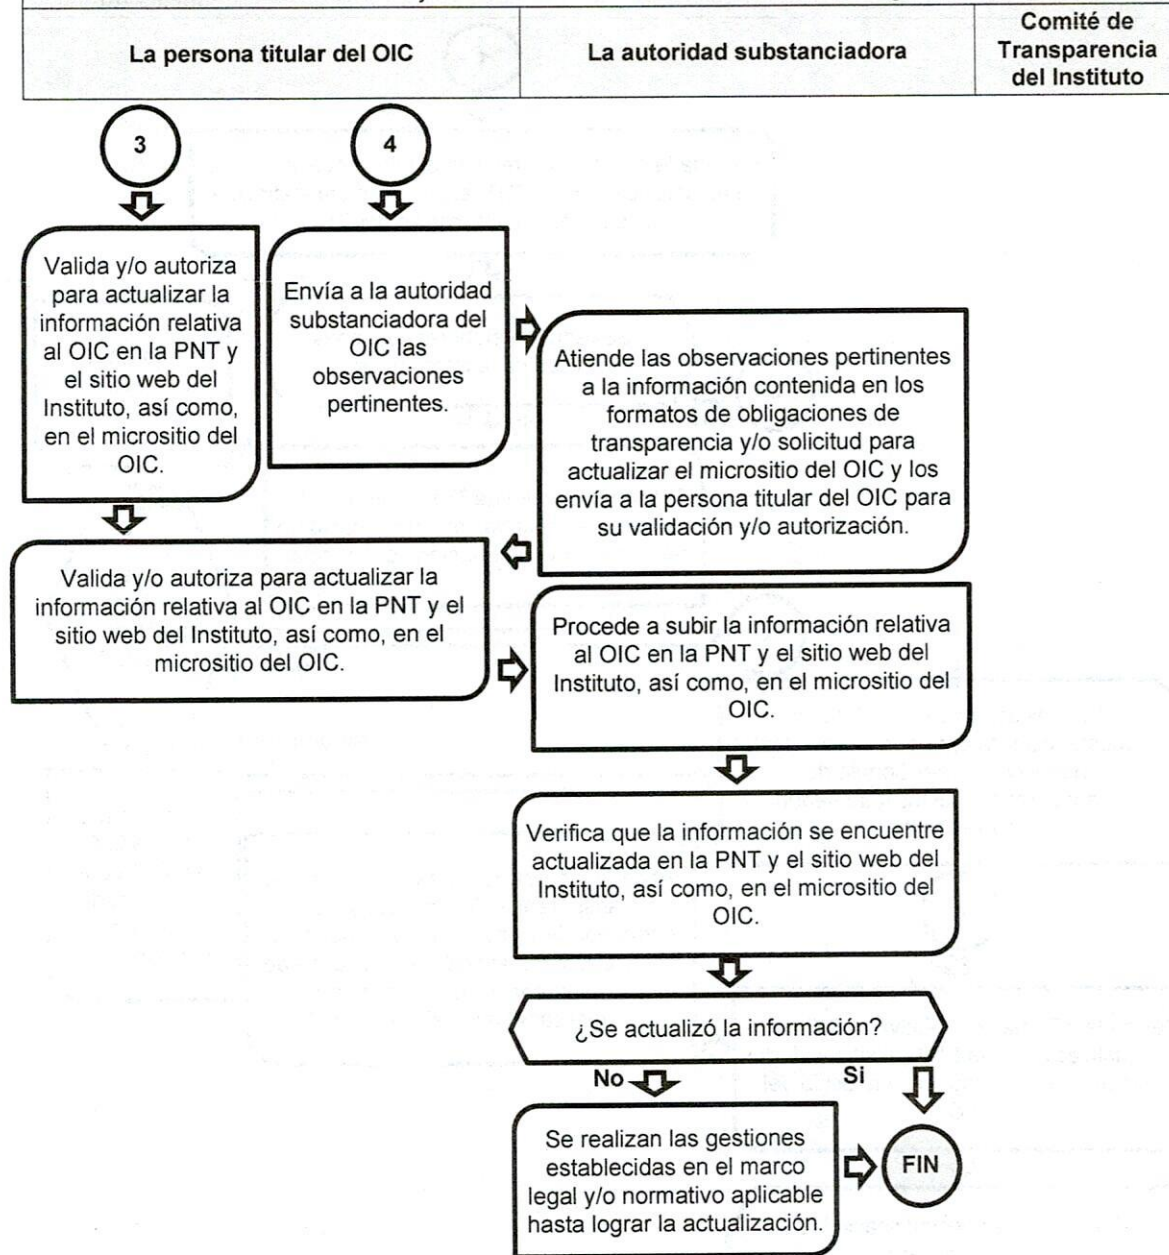 La persona titular del OIC
La autoridad substanciadora
Comité de
Transparencia
del Instituto
3
4
Valida y/o autoriza
para actualizar la
información relativa
al OIC en la PNT y
el sitio web del
Instituto, así como,
en el micrositio del
OIC.
Envía a la autoridad
substanciadora del
OIC las
observaciones
pertinentes.
Atiende las observaciones pertinentes
a la información contenida en los
formatos de obligaciones de
transparencia y/o solicitud para
actualizar el micrositio del OIC y los
envía a la persona titular del OIC para
su validación y/o autorización.
Valida y/o autoriza para actualizar la
información relativa al OIC en la PNT y el
sitio web del Instituto, así como, en el
micrositio del OIC.
Procede a subir la información relativa
al OIC en la PNT y el sitio web del
Instituto, así como, en el micrositio del
OIC.
Verifica que la información se encuentre
actualizada en la PNT y el sitio web del
Instituto, así como, en el micrositio del
OIC.
¿Se actualizó la información?
No
Si
Se realizan las gestiones
establecidas en el marco
legal y/o normativo aplicable
hasta lograr la actualización.
FIN